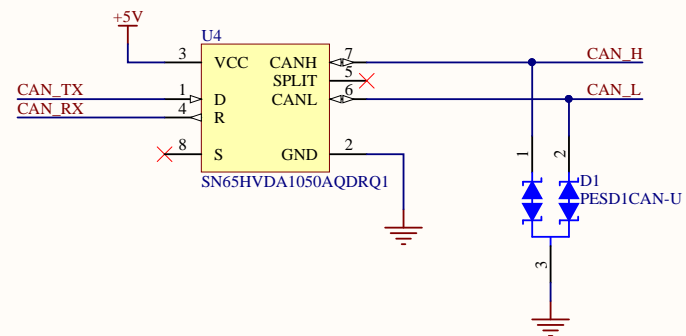 +5V
U4
3 VCC CANH 7 CAN_H
SPLIT 5
CAN_TX 1 D CANL 6 CAN_L
CAN_RX 4 R
8 S GND 2
SN65HVDA1050AQDRQ1
1 2
D1
PESD1CAN-U
3